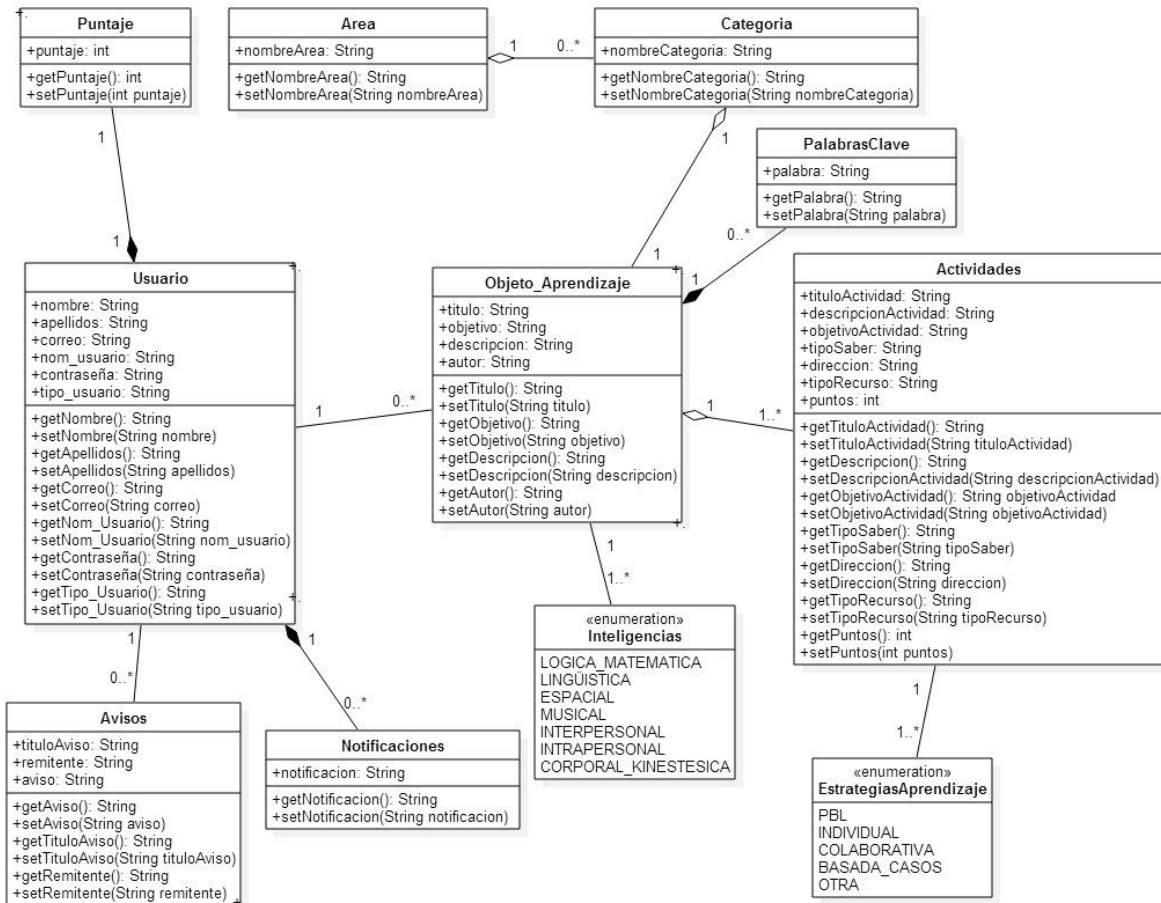 Puntaje
+puntaje: int
+getPuntaje(): int
+setPuntaje(int puntaje)
1
1
Area
+nombreArea: String
+getNombreArea(): String
+setNombreArea(String nombreArea)
1
0..*
Categoria
+nombreCategoria: String
+getNombreCategoria(): String
+setNombreCategoria(String nombreCategoria)
1
1
PalabrasClave
+palabra: String
+getPalabra(): String
+setPalabra(String palabra)
0..*
1
Usuario
+nombre: String
+apellidos: String
+correo: String
+nom_usuario: String
+contraseña: String
+tipo_usuario: String
+getNombre(): String
+setNombre(String nombre)
+getApellidos(): String
+setApellidos(String apellidos)
+getCorreo(): String
+setCorreo(String correo)
+getNom_Usuario(): String
+setNom_Usuario(String nom_usuario)
+getContraseña(): String
+setContraseña(String contraseña)
+getTipo_Usuario(): String
+setTipo_Usuario(String tipo_usuario)
1
0..*
Objeto_Aprendizaje
+titulo: String
+objetivo: String
+descripcion: String
+autor: String
+getTitulo(): String
+setTitulo(String titulo)
+getObjetivo(): String
+setObjetivo(String objetivo)
+getDescripcion(): String
+setDescripcion(String descripcion)
+getAutor(): String
+setAutor(String autor)
1
1..*
Actividades
+tituloActividad: String
+descripcionActividad: String
+objetivoActividad: String
+tipoSaber: String
+direccion: String
+tipoRecurso: String
+puntos: int
+getTituloActividad(): String
+setTituloActividad(String tituloActividad)
+getDescripcion(): String
+setDescripcionActividad(String descripcionActividad)
+getObjetivoActividad(): String objetivoActividad
+setObjetivoActividad(String objetivoActividad)
+getTipoSaber(): String
+setTipoSaber(String tipoSaber)
+getDireccion(): String
+setDireccion(String direccion)
+getTipoRecurso(): String
+setTipoRecurso(String tipoRecurso)
+getPuntos(): int
+setPuntos(int puntos)
1
1..*
1
0..*
Avisos
+tituloAviso: String
+remitente: String
+aviso: String
+getAviso(): String
+setAviso(String aviso)
+getTituloAviso(): String
+setTituloAviso(String tituloAviso)
+getRemitente(): String
+setRemitente(String remitente)
1
0..*
Notificaciones
+notificacion: String
+getNotificacion(): String
+setNotificacion(String notificacion)
1
1..*
«enumeration»
Inteligencias
LOGICA_MATEMATICA
LINGÜISTICA
ESPACIAL
MUSICAL
INTERPERSONAL
INTRAPERSONAL
CORPORAL_KINESTESICA
«enumeration»
EstrategiasAprendizaje
PBL
INDIVIDUAL
COLABORATIVA
BASADA_CASOS
OTRA